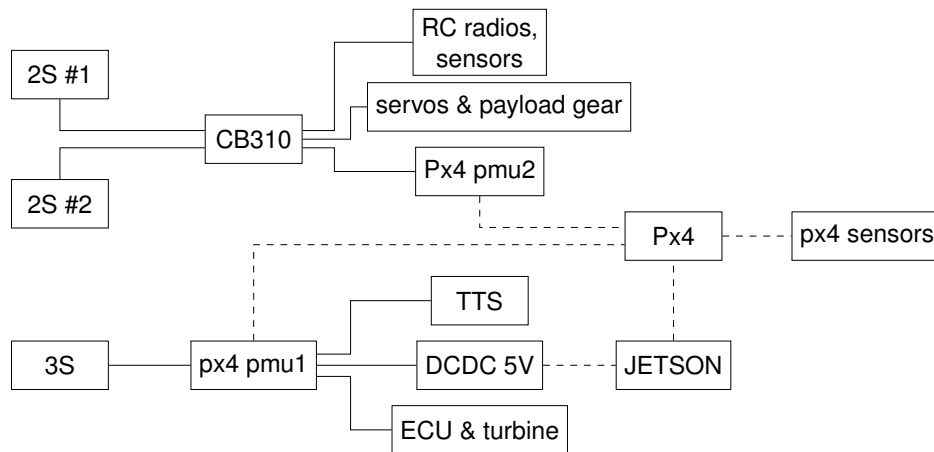 RC radios,
sensors
2S #1
servos & payload gear
CB310
Px4 pmu2
2S #2
Px4
px4 sensors
TTS
3S
px4 pmu1
DCDC 5V
JETSON
ECU & turbine